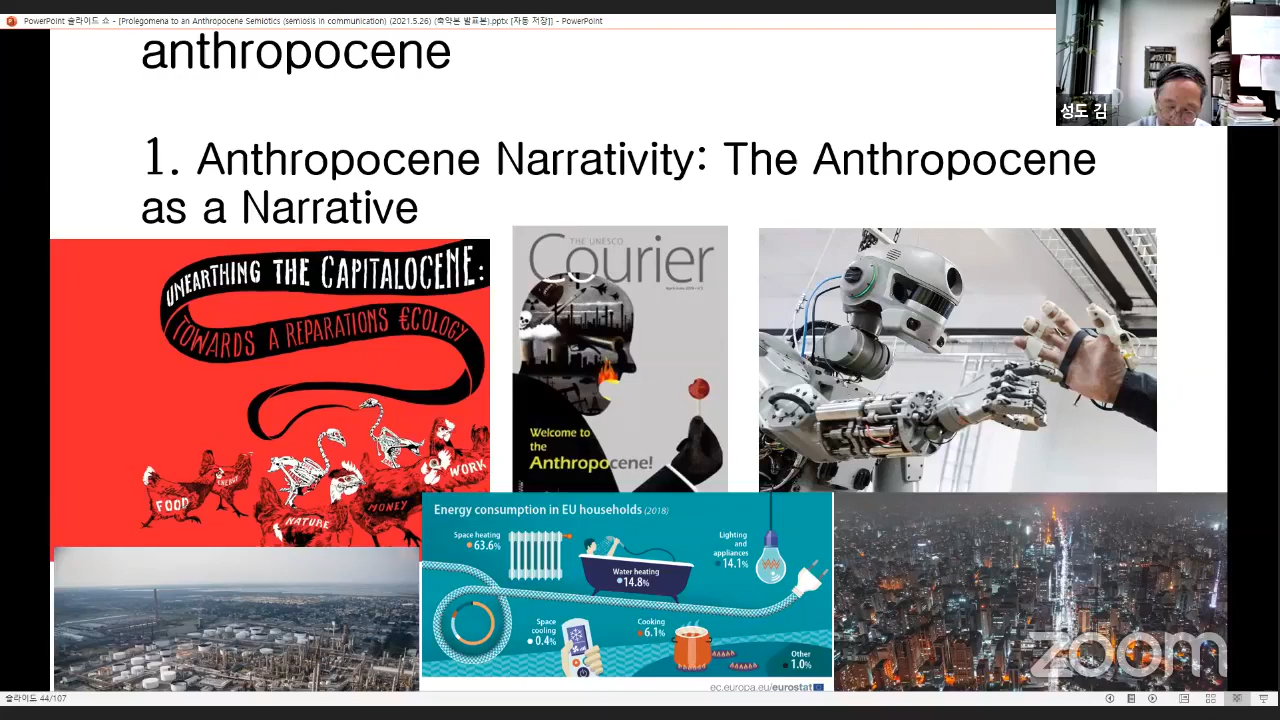 PowerPoint 슬라이드 쇼 - [Prolegomena to an Anthropocene Semiotics (semiosis in communication) (2021.5.26) (축약본 발표본).pptx [자동 저장]] - PowerPoint
성도 김
anthropocene
1. Anthropocene Narrativity: The Anthropocene
as a Narrative
UNEARTHING THE CAPITALOCENE:
TOWARDS A REPARATIONS €COLOGY
FOOD
ENERGY
NATURE
MONEY
WORK
THE UNESCO
Courier
Welcome to
the
Anthropocene!
Energy consumption in EU households (2018)
Space heating
63.6%
Water heating
14.8%
Lighting
and
appliances
14.1%
Space
cooling
0.4%
Cooking
6.1%
Other
1.0%
ec.europa.eu/eurostat
zoom
슬라이드 44/107